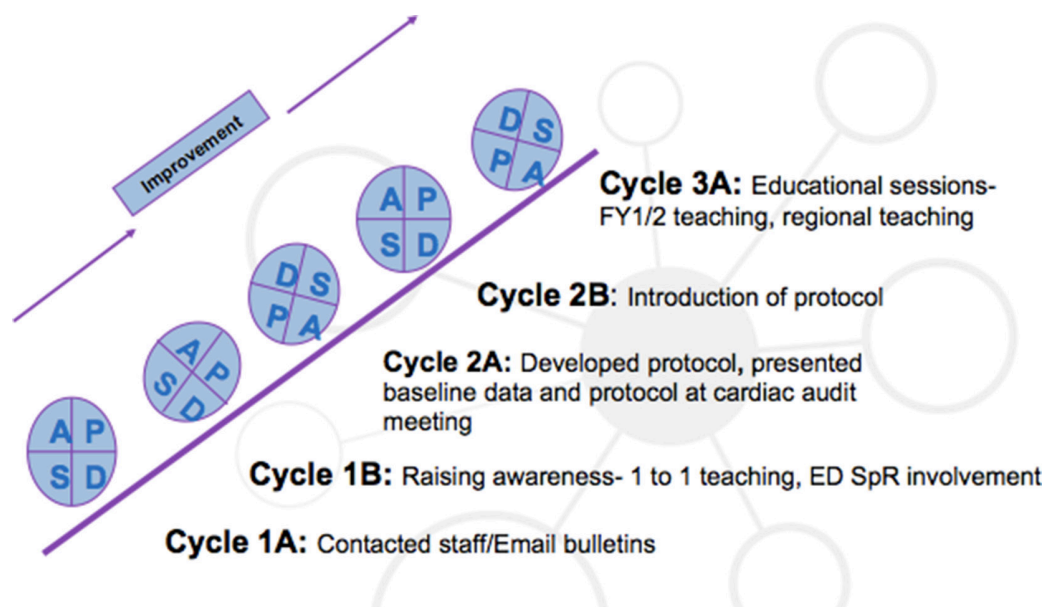 Improvement
D S
P A
A P
S D
D S
P A
A P
S D
A P
S D
Cycle 3A: Educational sessions-
FY1/2 teaching, regional teaching
Cycle 2B: Introduction of protocol
Cycle 2A: Developed protocol, presented
baseline data and protocol at cardiac audit
meeting
Cycle 1B: Raising awareness- 1 to 1 teaching, ED SpR involvement
Cycle 1A: Contacted staff/Email bulletins